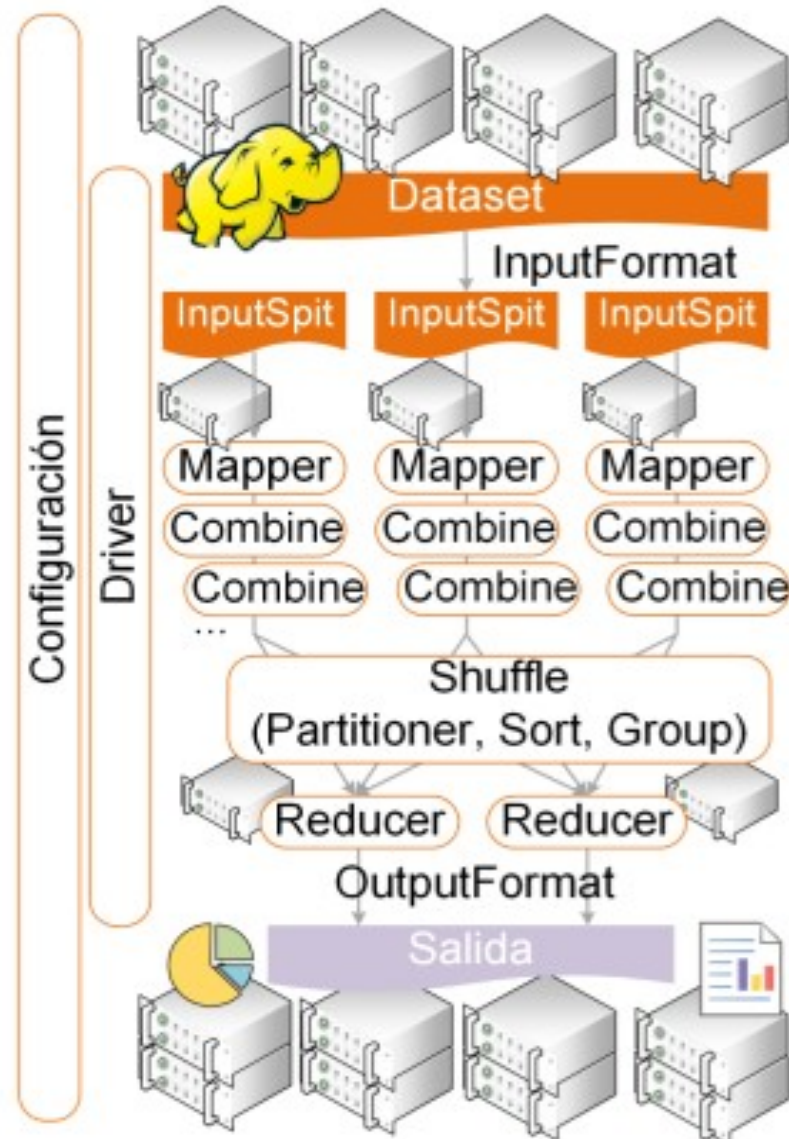 Configuración
Driver
Dataset
InputFormat
InputSpit InputSpit InputSpit
Mapper Mapper Mapper
Combine Combine Combine
Combine Combine Combine
...
Shuffle
(Partitioner, Sort, Group)
Reducer Reducer
OutputFormat
Salida